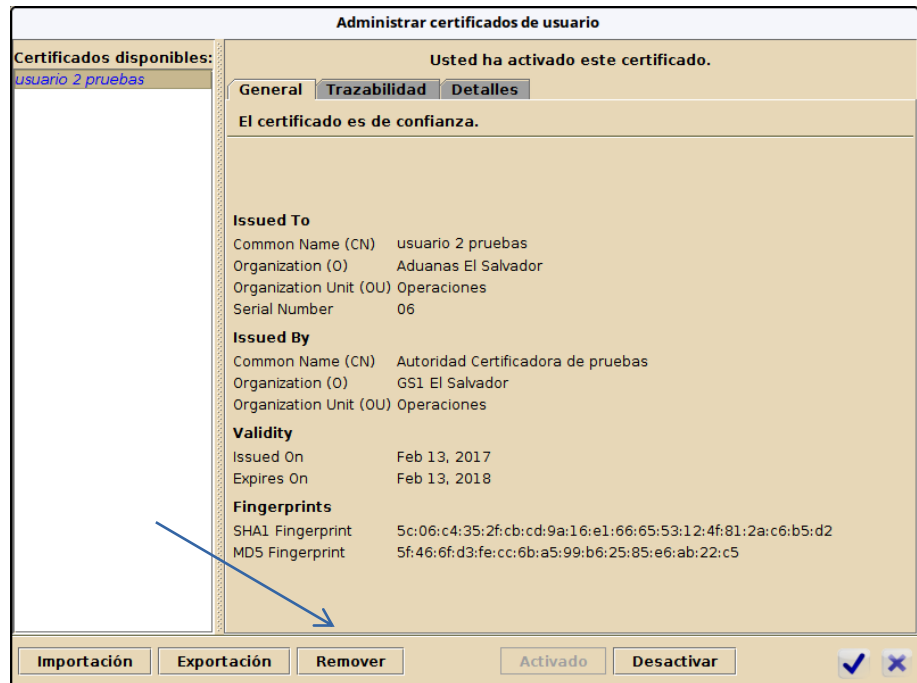 Administrar certificados de usuario
Certificados disponibles:
usuario 2 pruebas
Usted ha activado este certificado.
General Trazabilidad Detalles
El certificado es de confianza.
Issued To
Common Name (CN) usuario 2 pruebas
Organization (O) Aduanas El Salvador
Organization Unit (OU) Operaciones
Serial Number 06
Issued By
Common Name (CN) Autoridad Certificadora de pruebas
Organization (O) GS1 El Salvador
Organization Unit (OU) Operaciones
Validity
Issued On Feb 13, 2017
Expires On Feb 13, 2018
Fingerprints
SHA1 Fingerprint 5c:06:c4:35:2f:cb:cd:9a:16:e1:66:65:53:12:4f:81:2a:c6:b5:d2
MD5 Fingerprint 5f:46:6f:d3:fe:cc:6b:a5:99:b6:25:85:e6:ab:22:c5
Importación Exportación Remover Activado Desactivar